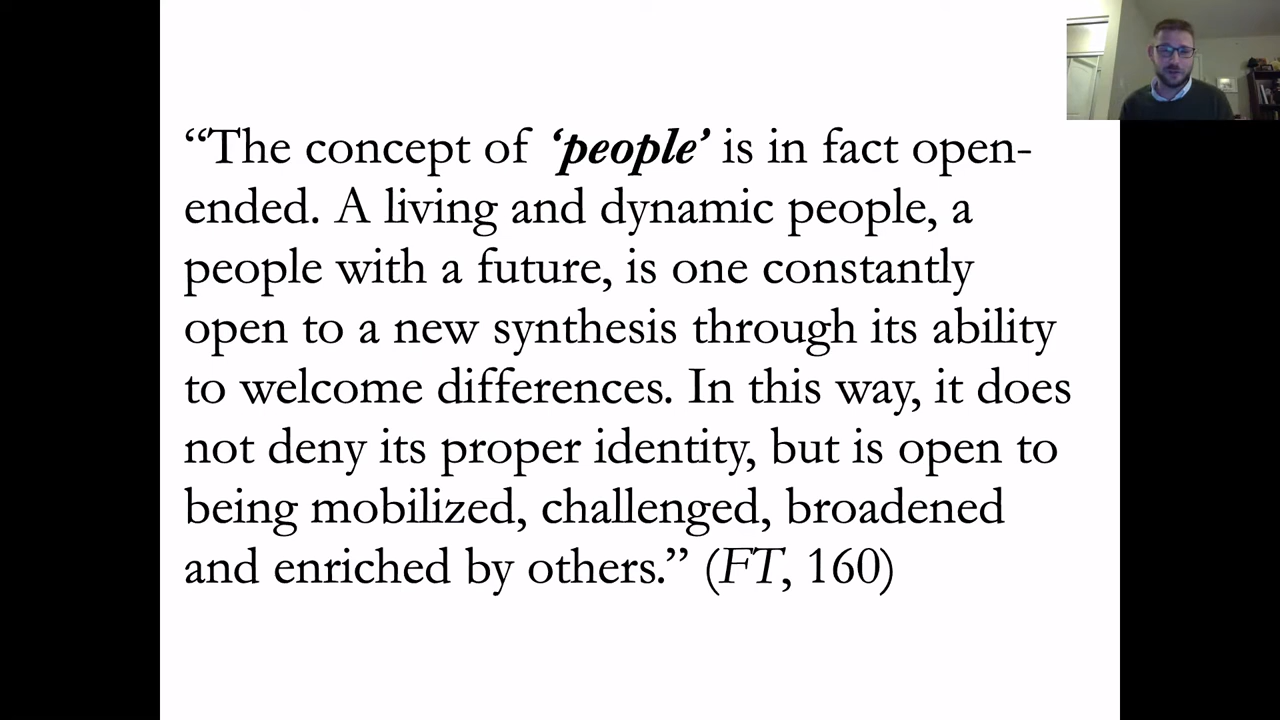 “The concept of ‘people’ is in fact open-
ended. A living and dynamic people, a
people with a future, is one constantly
open to a new synthesis through its ability
to welcome differences. In this way, it does
not deny its proper identity, but is open to
being mobilized, challenged, broadened
and enriched by others.” (FT, 160)